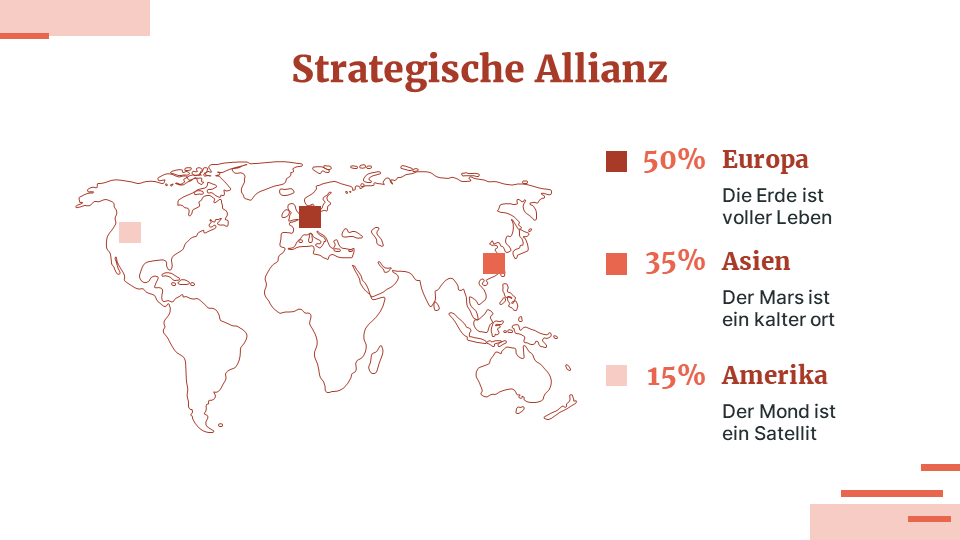 Strategische Allianz
50% Europa
Die Erde ist
voller Leben
35% Asien
Der Mars ist
ein kalter ort
15% Amerika
Der Mond ist
ein Satellit